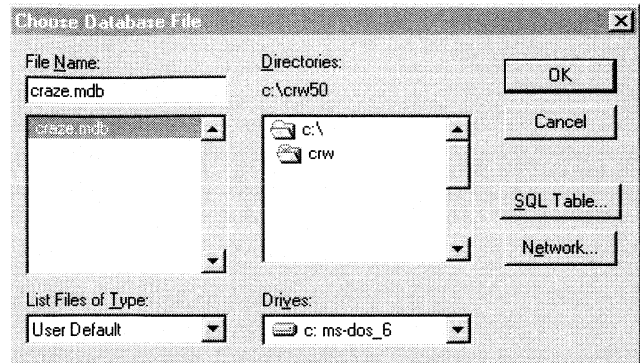 Choose Database File
File Name:
craze.mdb
craze.mdb
Directories:
c:\crw50
c:\
crw
OK
Cancel
SQL Table...
Network...
List Files of Type:
User Default
Drives:
c: ms-dos_6